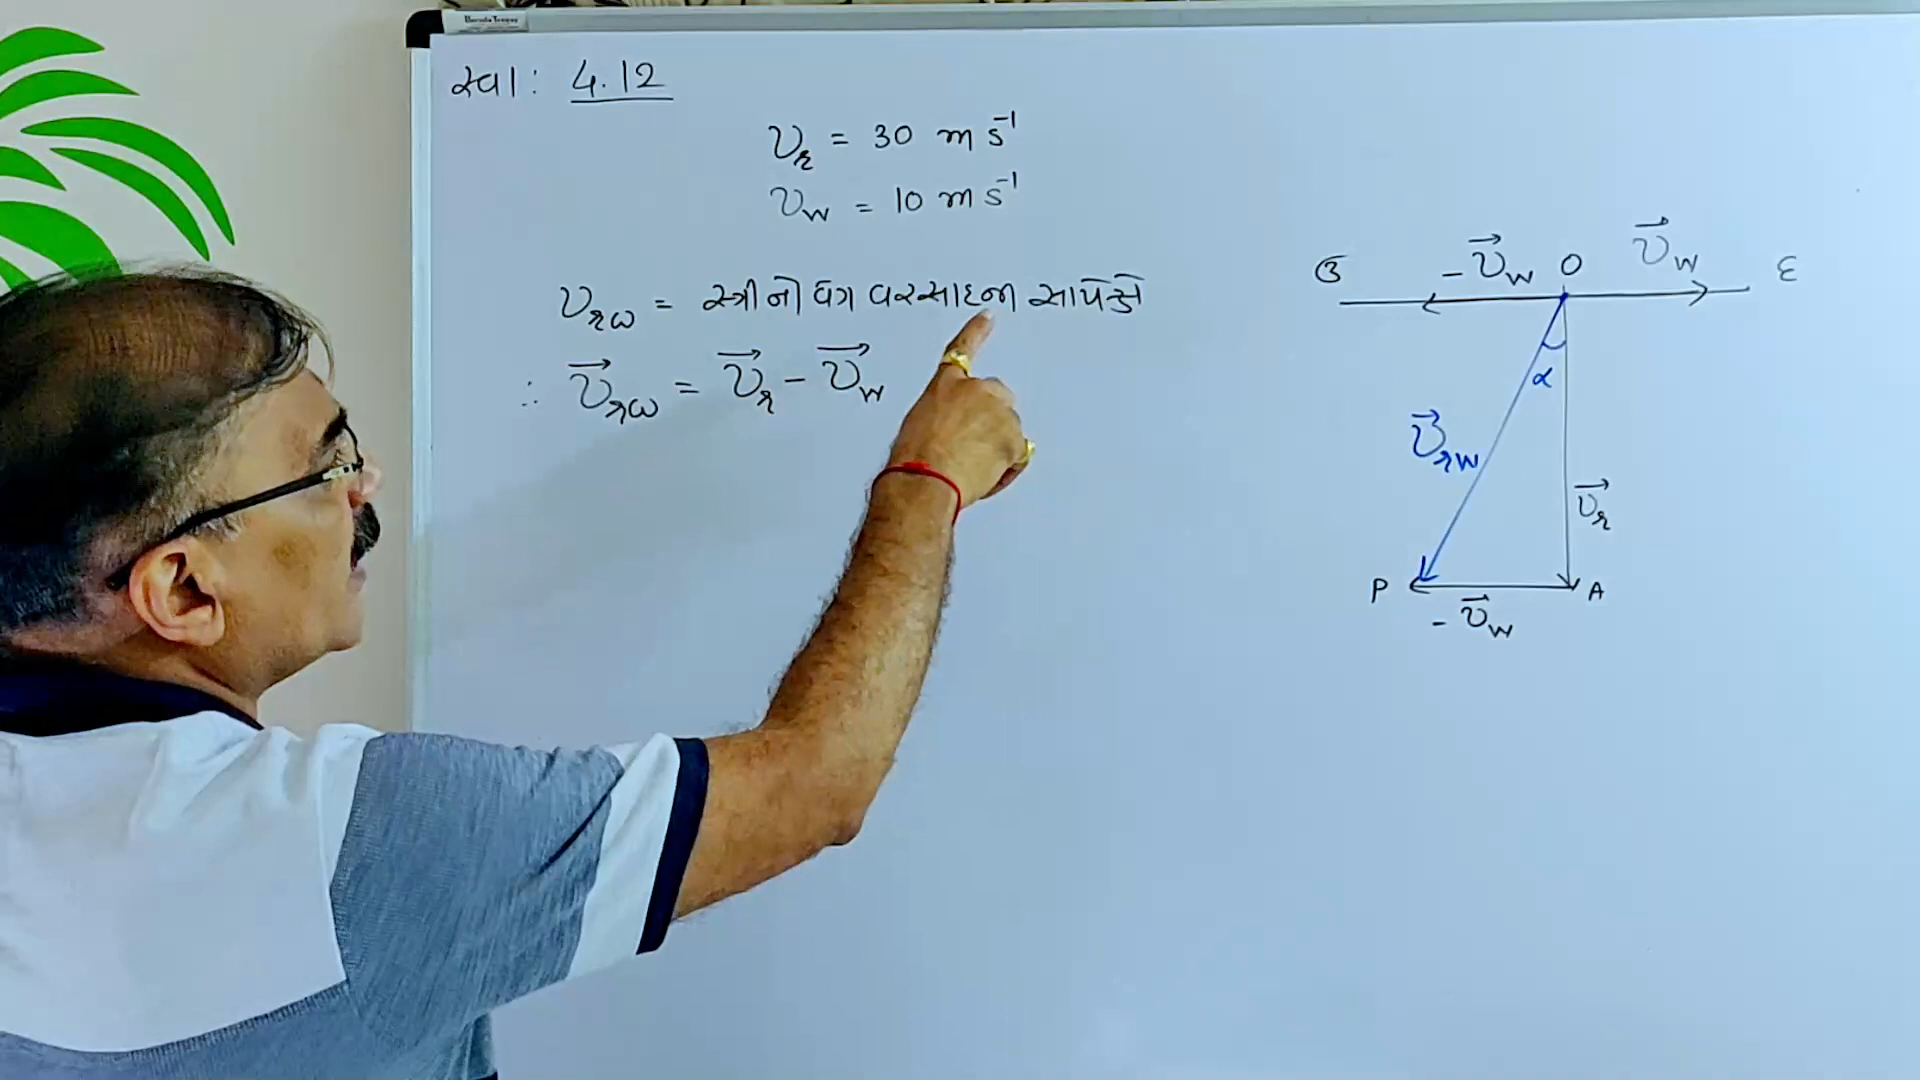 સ્વા : 4.12
v_r = 30 m s⁻¹
v_w = 10 m s⁻¹
v_rw = સ્ત્રીનો વેગ વરસાદના સાપેક્ષે
∴ v⃗_rw = v⃗_r − v⃗_w
ઉ −v⃗_w O v⃗_w દ
α
v⃗_rw
v⃗_r
P A
−v⃗_w